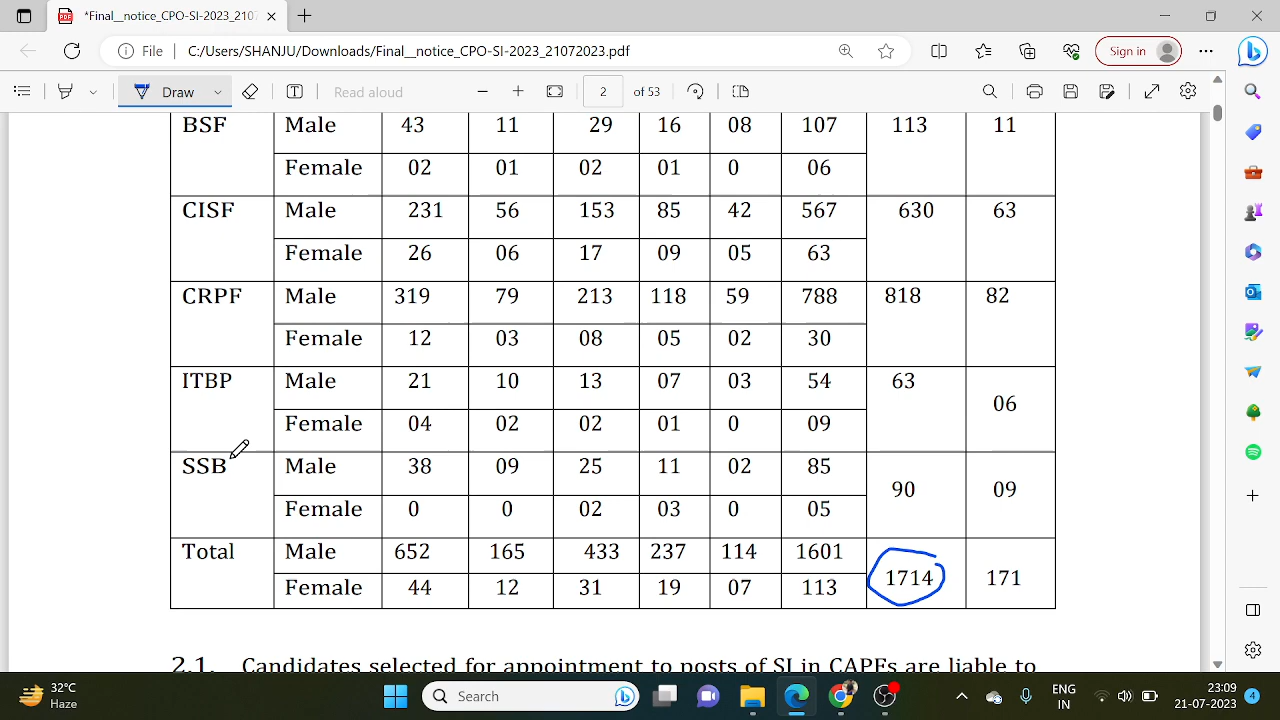 *Final__notice_CPO-SI-2023_2107
File C:/Users/SHANJU/Downloads/Final__notice_CPO-SI-2023_21072023.pdf Sign in
Draw Read aloud 2 of 53
BSF Male 43 11 29 16 08 107 113 11
Female 02 01 02 01 0 06
CISF Male 231 56 153 85 42 567 630 63
Female 26 06 17 09 05 63
CRPF Male 319 79 213 118 59 788 818 82
Female 12 03 08 05 02 30
ITBP Male 21 10 13 07 03 54 63 06
Female 04 02 02 01 0 09
SSB Male 38 09 25 11 02 85 90 09
Female 0 0 02 03 0 05
Total Male 652 165 433 237 114 1601 1714 171
Female 44 12 31 19 07 113
2.1. Candidates selected for appointment to posts of SI in CAPFs are liable to
32°C
Haze
Search
ENG
IN
23:09
21-07-2023
4